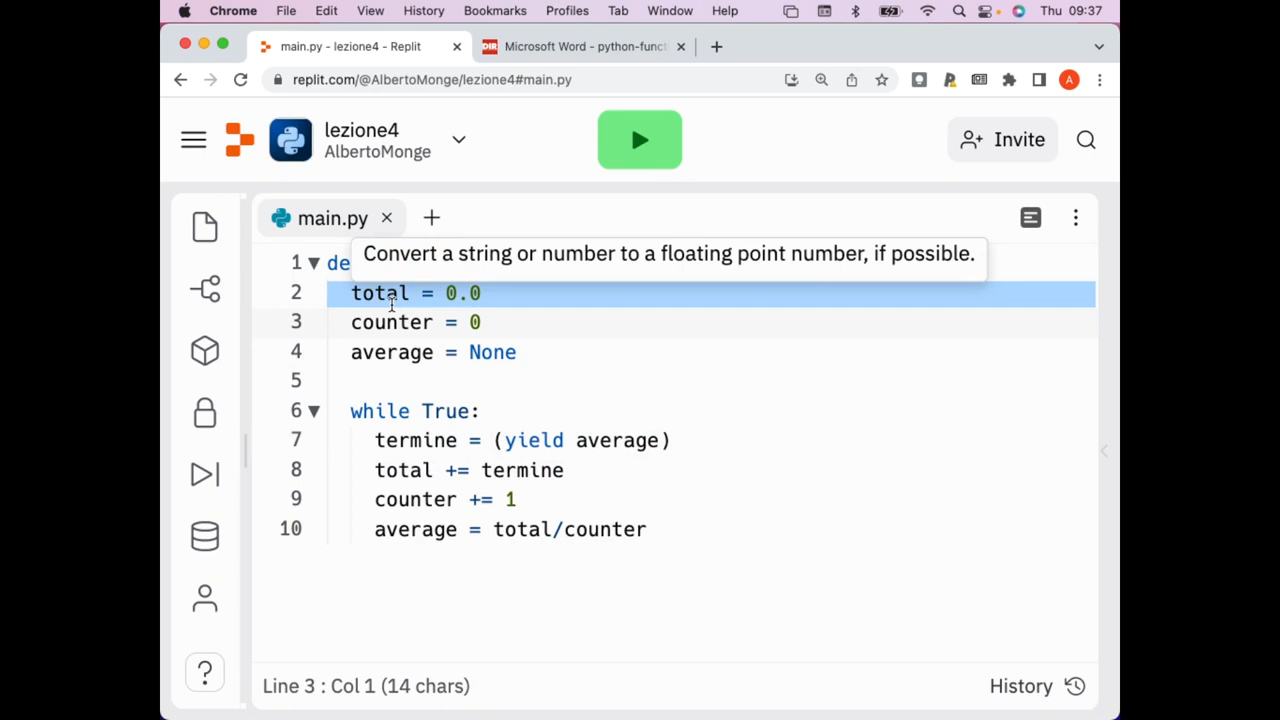 Chrome File Edit View History Bookmarks Profiles Tab Window Help Thu 09:37
main.py - lezione4 - Replit
DIR Microsoft Word - python-funct
replit.com/@AlbertoMonge/lezione4#main.py
A
lezione4
AlbertoMonge
Invite
main.py
Convert a string or number to a floating point number, if possible.
1 de
2 total = 0.0
3 counter = 0
4 average = None
5
6 while True:
7 termine = (yield average)
8 total += termine
9 counter += 1
10 average = total/counter
?
Line 3 : Col 1 (14 chars)
History